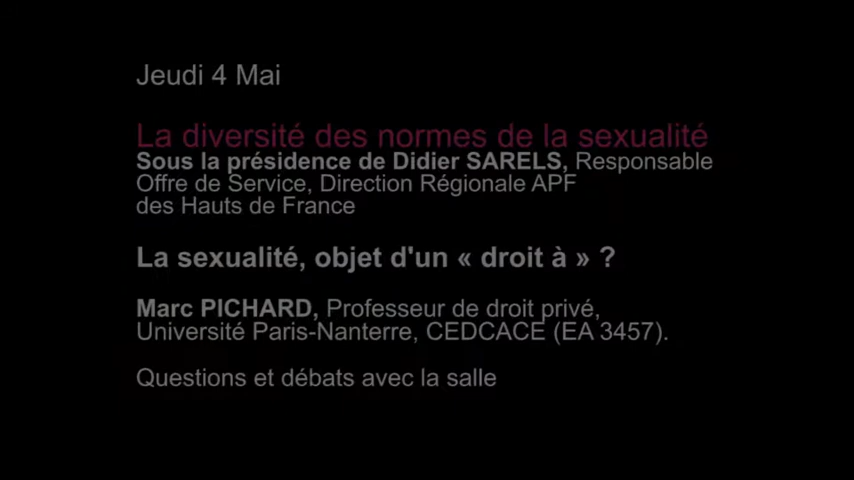 Jeudi 4 Mai
La diversité des normes de la sexualité
Sous la présidence de Didier SARELS, Responsable
Offre de Service, Direction Régionale APF
des Hauts de France
La sexualité, objet d'un « droit à » ?
Marc PICHARD, Professeur de droit privé,
Université Paris-Nanterre, CEDCACE (EA 3457).
Questions et débats avec la salle